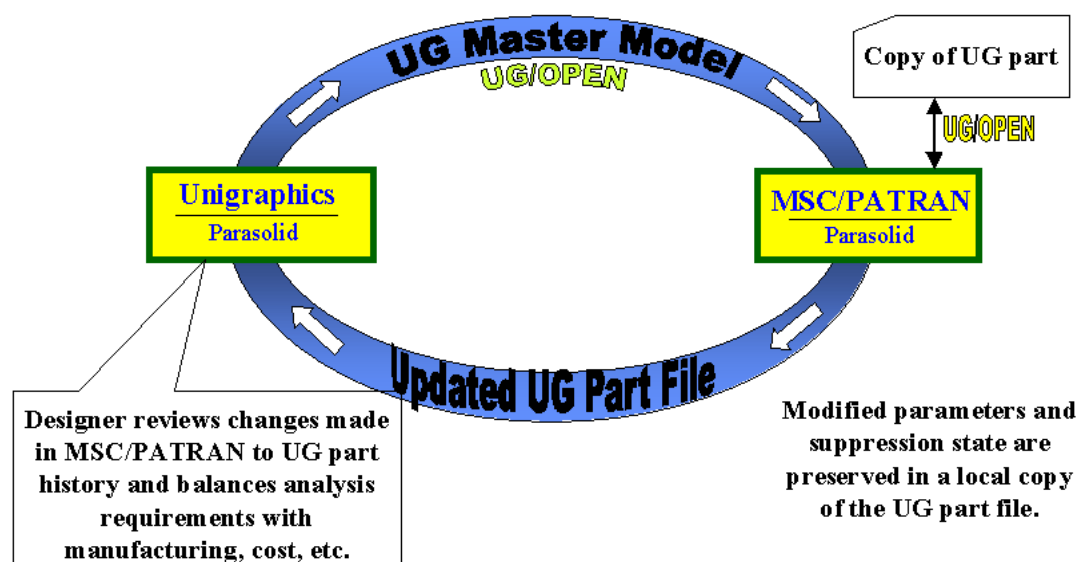 UG Master Model
UG/OPEN
Copy of UG part
UG/OPEN
Unigraphics
Parasolid
MSC/PATRAN
Parasolid
Updated UG Part File
Designer reviews changes made
in MSC/PATRAN to UG part
history and balances analysis
requirements with
manufacturing, cost, etc.
Modified parameters and
suppression state are
preserved in a local copy
of the UG part file.